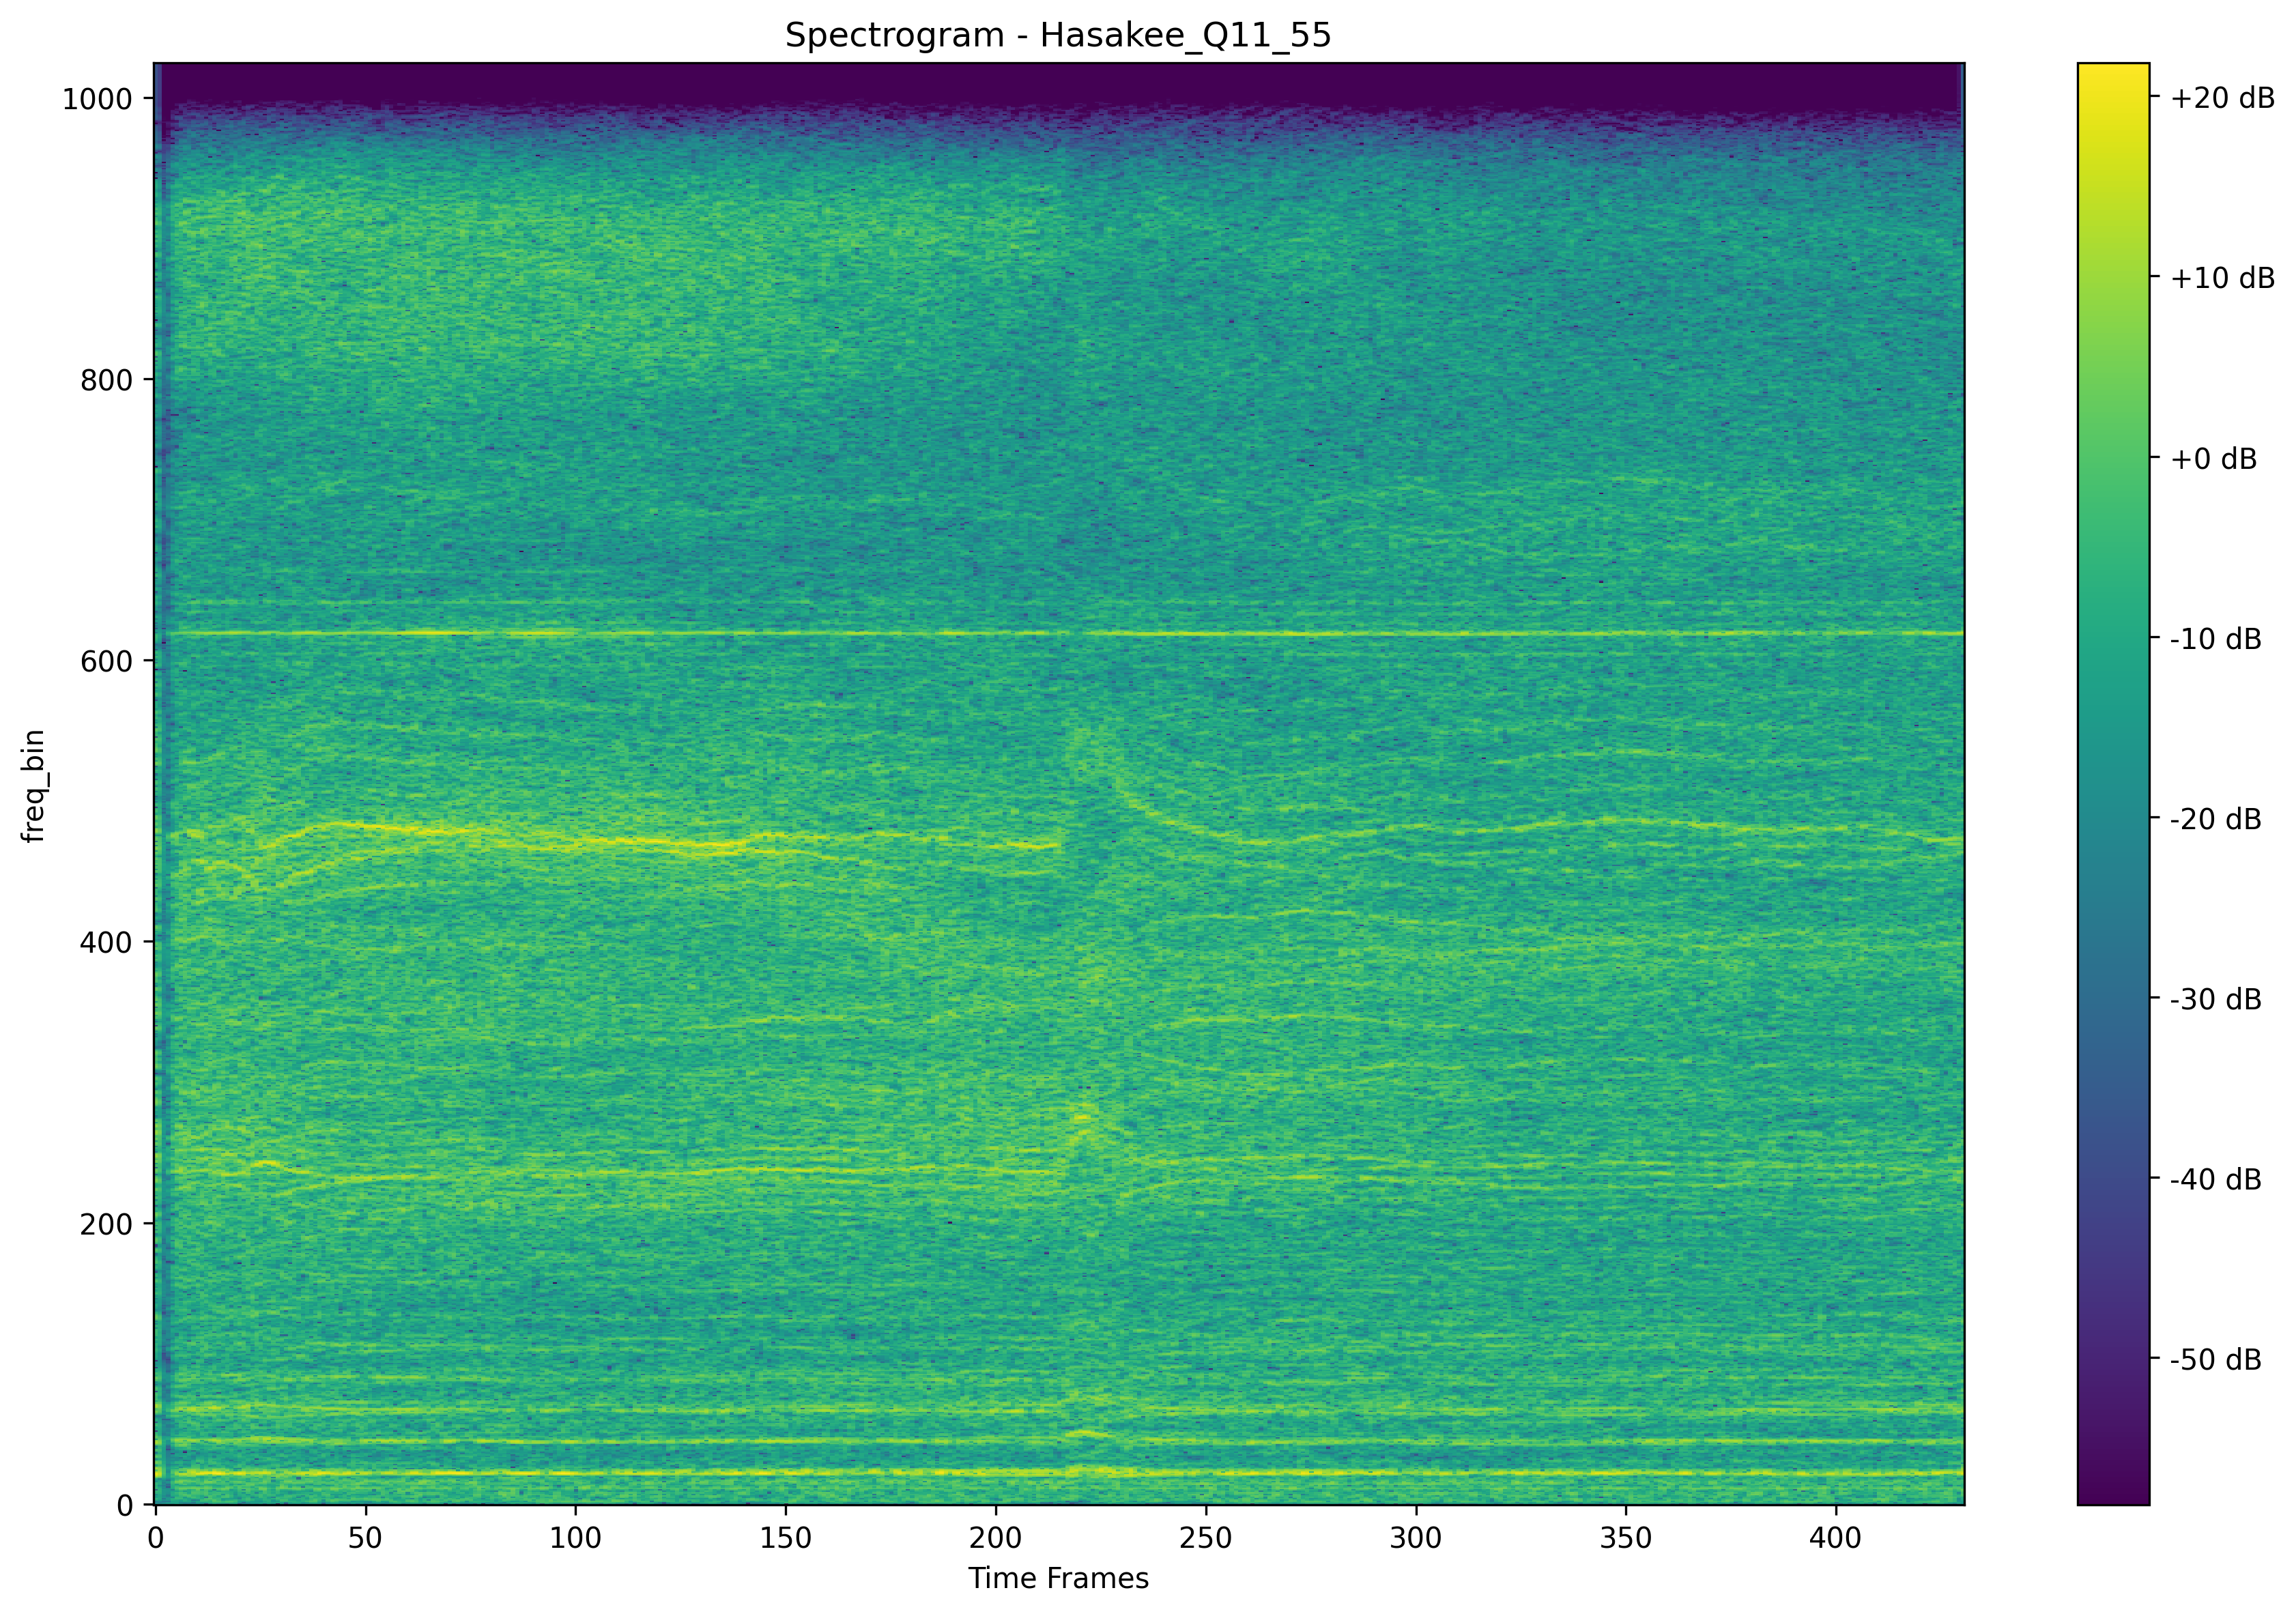 Spectrogram - Hasakee_Q11_55
1000
800
600
400
200
0
freq_bin
0 50 100 150 200 250 300 350 400
Time Frames
+20 dB
+10 dB
+0 dB
-10 dB
-20 dB
-30 dB
-40 dB
-50 dB